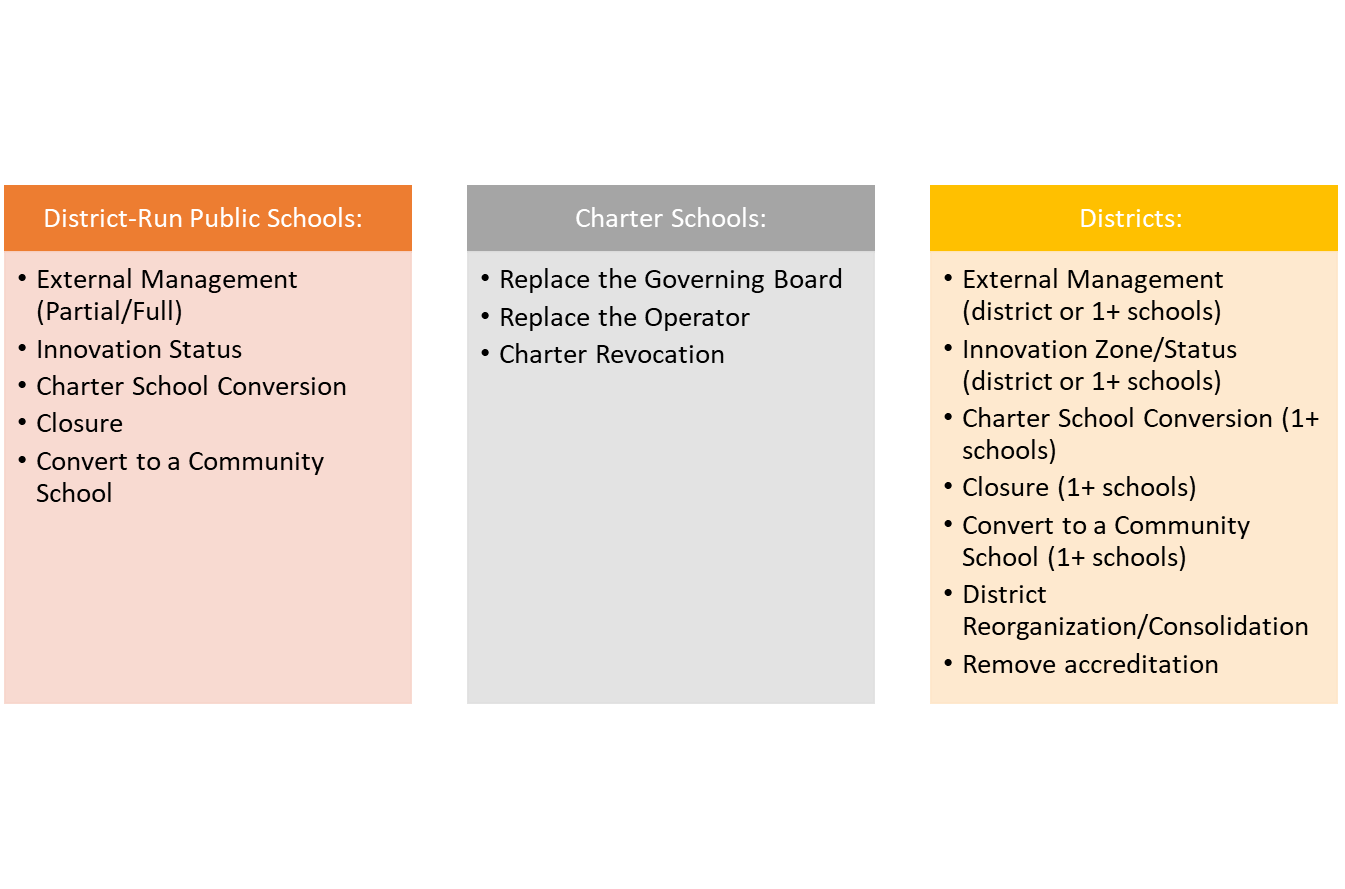 District-Run Public Schools:
• External Management
(Partial/Full)
• Innovation Status
• Charter School Conversion
• Closure
• Convert to a Community
School
Charter Schools:
• Replace the Governing Board
• Replace the Operator
• Charter Revocation
Districts:
• External Management
(district or 1+ schools)
• Innovation Zone/Status
(district or 1+ schools)
• Charter School Conversion (1+
schools)
• Closure (1+ schools)
• Convert to a Community
School (1+ schools)
• District
Reorganization/Consolidation
• Remove accreditation